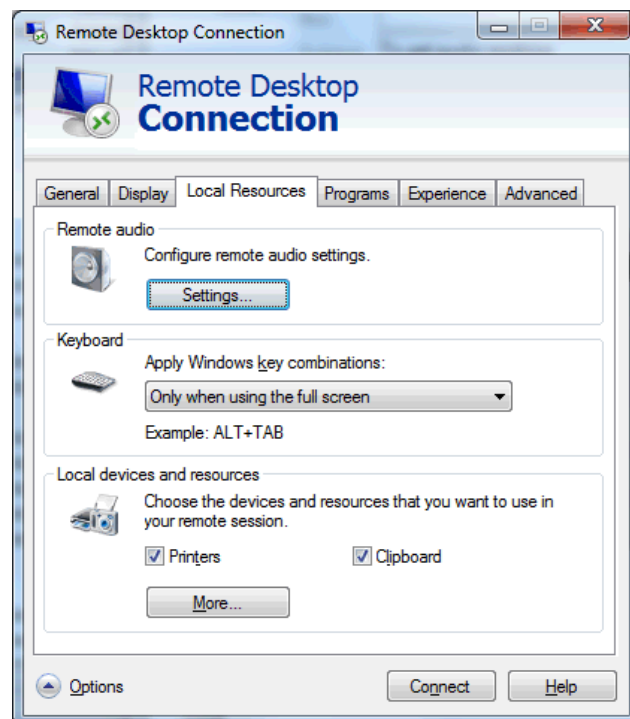 Remote Desktop Connection
Remote Desktop
Connection
General Display Local Resources Programs Experience Advanced
Remote audio
Configure remote audio settings.
Settings...
Keyboard
Apply Windows key combinations:
Only when using the full screen
Example: ALT+TAB
Local devices and resources
Choose the devices and resources that you want to use in
your remote session.
Printers Clipboard
More...
Options Connect Help